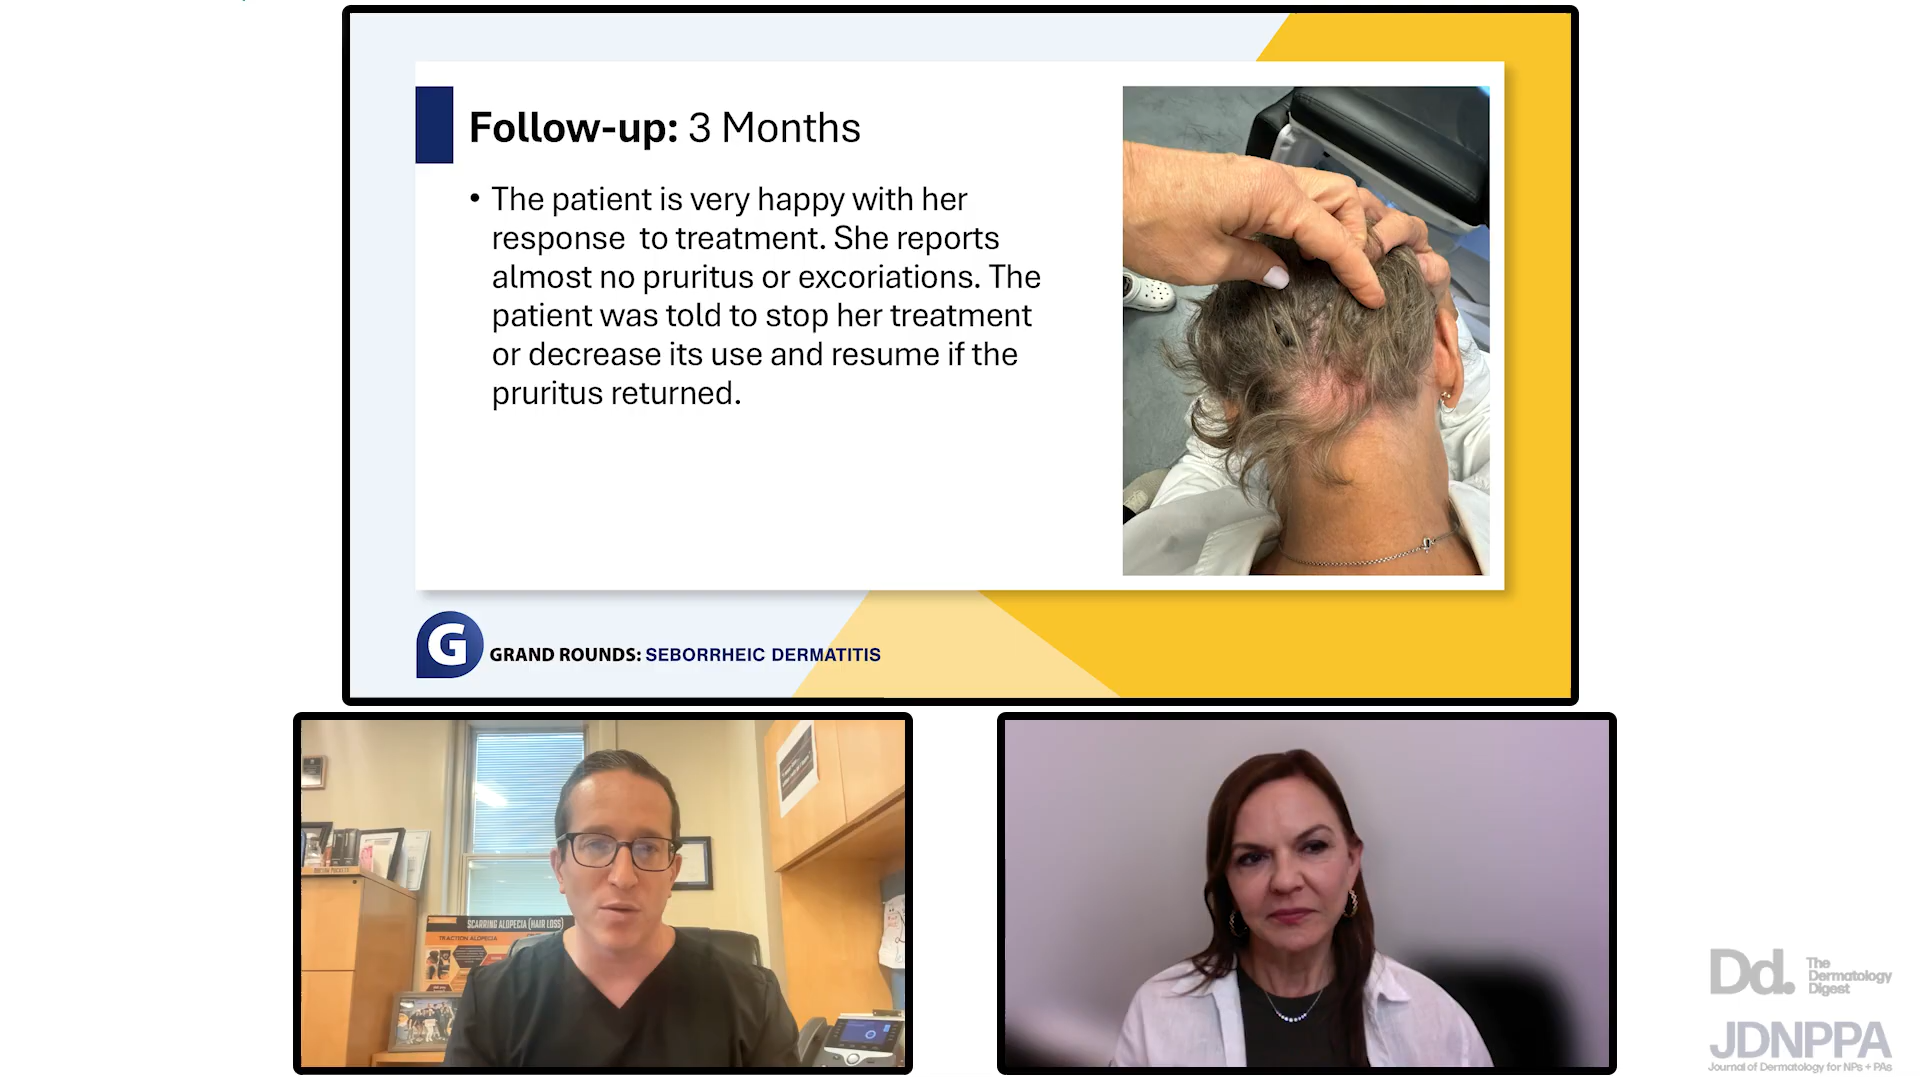 Follow-up: 3 Months
• The patient is very happy with her
response  to treatment. She reports
almost no pruritus or excoriations. The
patient was told to stop her treatment
or decrease its use and resume if the
pruritus returned.
G
GRAND ROUNDS: SEBORRHEIC DERMATITIS
SCARRING ALOPECIA (HAIR LOSS)
TRACTION ALOPECIA
Dd.
The
Dermatology
Digest
JDNPPA
Journal of Dermatology for NPs + PAs